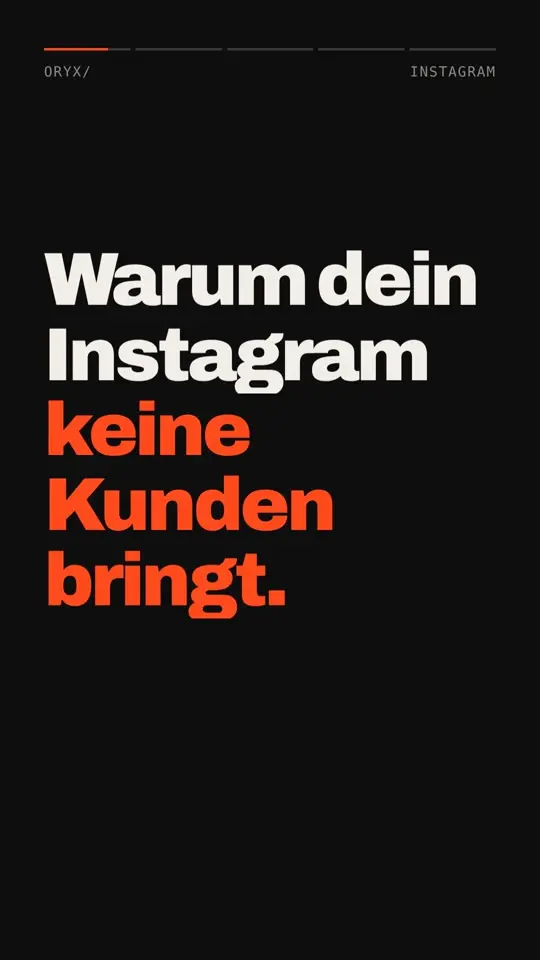 ORYX/
INSTAGRAM
Warum dein
Instagram
keine
Kunden
bringt.